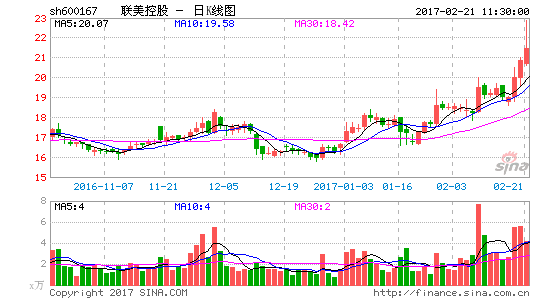 sh600167 联美控股 － 日K线图 2017-02-21 11:30:00
MA5:20.07 MA10:19.58 MA30:18.42
23
22
21
20
19
18
17
16
15
sina
2016-11-07 11-21 12-05 12-19 2017-01-03 01-16 02-03 02-21
MA5:4 MA10:4 MA30:2
8
6
4
2
x万
Copyright 2017 SINA.COM http://finance.sina.com.cn